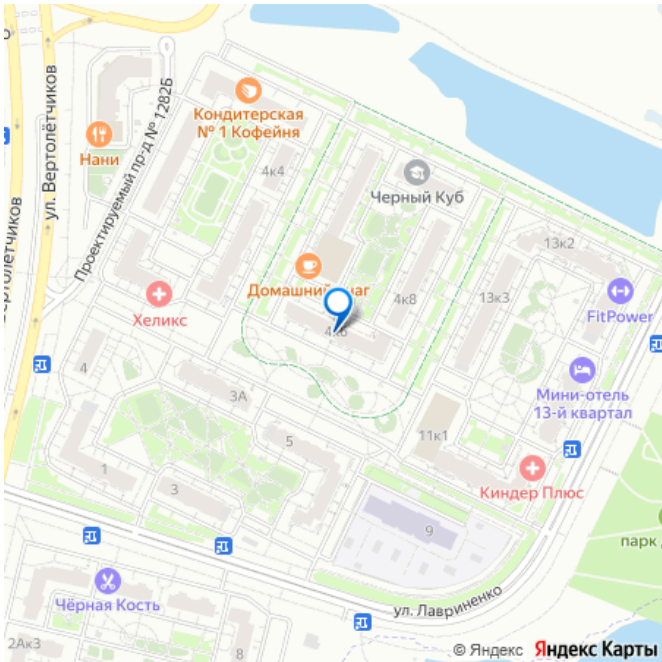 Проектируемый пр-д № 1282Б
ул. Вертолётчиков
Вертолётчиков
Кондитерская
№ 1 Кофейня
Нани
4к4
Черный Куб
13к2
Домашний
4к8
13к3
FitPower
Хеликс
4к6
4
3А
Мини-отель
13-й квартал
11к1
5
1
3
Киндер Плюс
9
парк
Чёрная Кость
ул. Лавриненко
2Ак3
8
© Яндекс Яндекс Карты